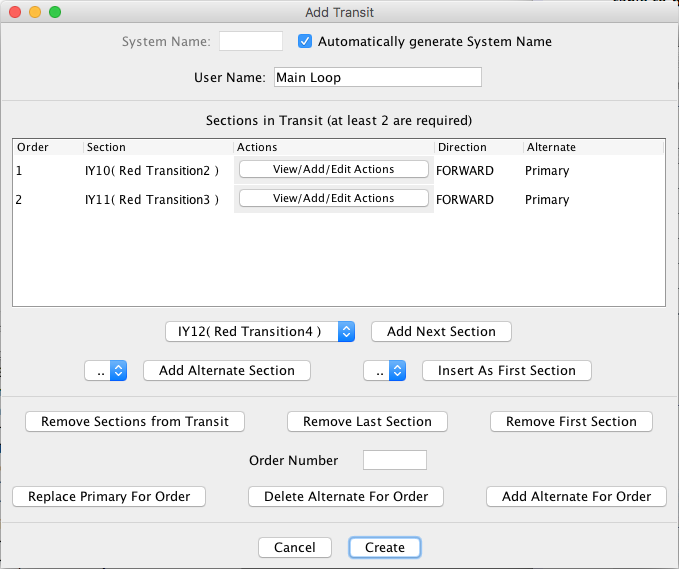 Add Transit
System Name:
Automatically generate System Name
User Name: Main Loop
Sections in Transit (at least 2 are required)
Order Section Actions Direction Alternate
1 IY10( Red Transition2 ) View/Add/Edit Actions FORWARD Primary
2 IY11( Red Transition3 ) View/Add/Edit Actions FORWARD Primary
IY12( Red Transition4 ) Add Next Section
.. Add Alternate Section .. Insert As First Section
Remove Sections from Transit Remove Last Section Remove First Section
Order Number
Replace Primary For Order Delete Alternate For Order Add Alternate For Order
Cancel Create